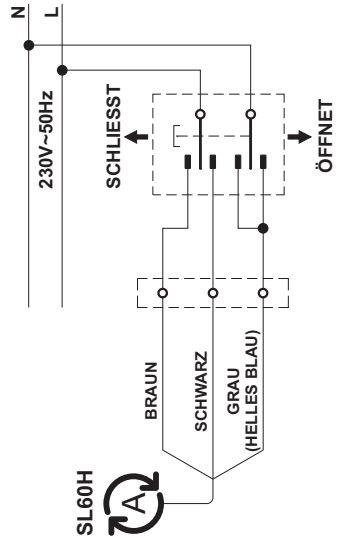 N
L
230V~50Hz
SCHLIESST
ÖFFNET
BRAUN
SCHWARZ
GRAU
(HELLES BLAU)
SL60H
A